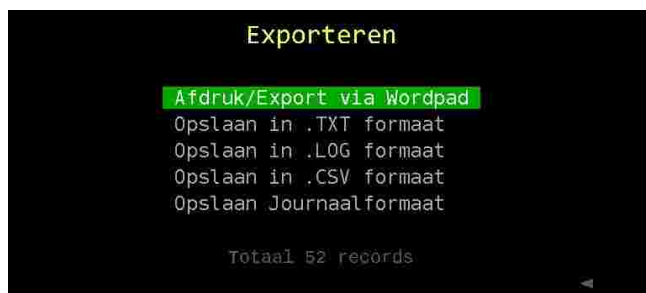 Exporteren
Afdruk/Export via Wordpad
Opslaan in .TXT formaat
Opslaan in .LOG formaat
Opslaan in .CSV formaat
Opslaan Journaalformaat
Totaal 52 records